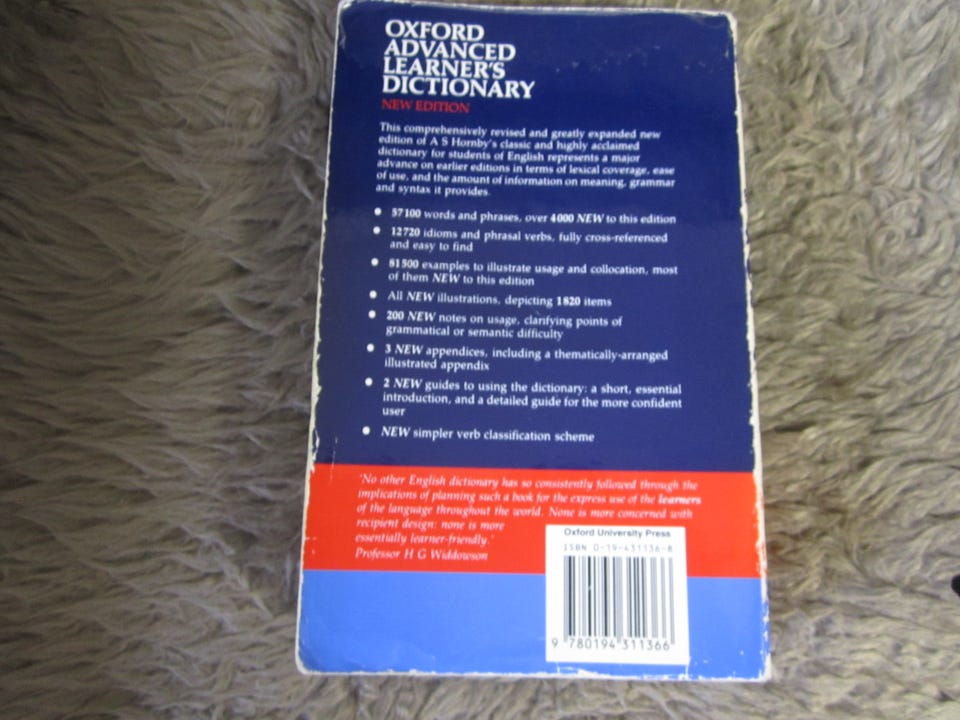 OXFORD
ADVANCED
LEARNER'S
DICTIONARY
NEW EDITION
This comprehensively revised and greatly expanded new
edition of A S Hornby's classic and highly acclaimed
dictionary for students of English represents a major
advance on earlier editions in terms of lexical coverage, ease
of use, and the amount of information on meaning, grammar
and syntax it provides.
● 57100 words and phrases, over 4000 NEW to this edition
● 12720 idioms and phrasal verbs, fully cross-referenced
and easy to find
● 81500 examples to illustrate usage and collocation, most
of them NEW to this edition
● All NEW illustrations, depicting 1820 items
● 200 NEW notes on usage, clarifying points of
grammatical or semantic difficulty
● 3 NEW appendices, including a thematically-arranged
illustrated appendix
● 2 NEW guides to using the dictionary: a short, essential
introduction, and a detailed guide for the more confident
user
● NEW simpler verb classification scheme
'No other English dictionary has so consistently followed through the
implications of planning such a book for the express use of the learners
of the language throughout the world. None is more concerned with
recipient design: none is more
essentially learner-friendly.'
Professor H G Widdowson
Oxford University Press
ISBN 0-19-431136-8
9 780194 311366